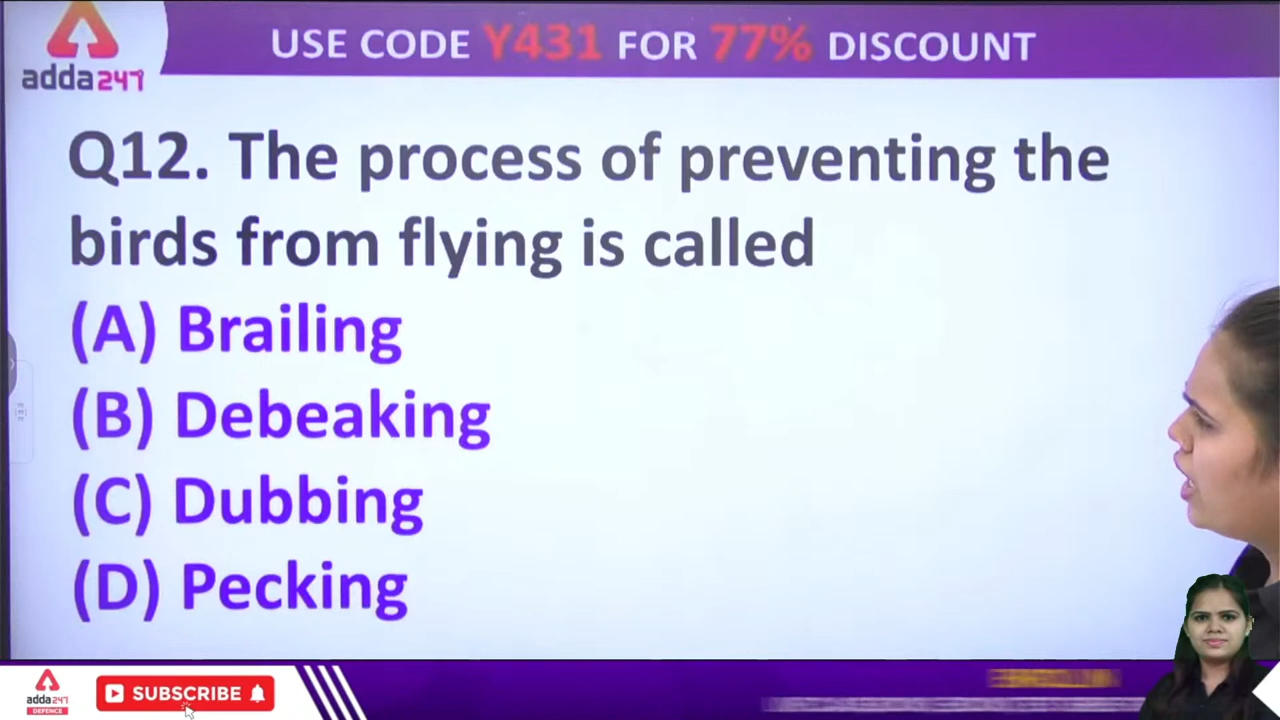 USE CODE Y431 FOR 77% DISCOUNT
adda247
Q12. The process of preventing the
birds from flying is called
(A) Brailing
(B) Debeaking
(C) Dubbing
(D) Pecking
adda247
DEFENCE
SUBSCRIBE